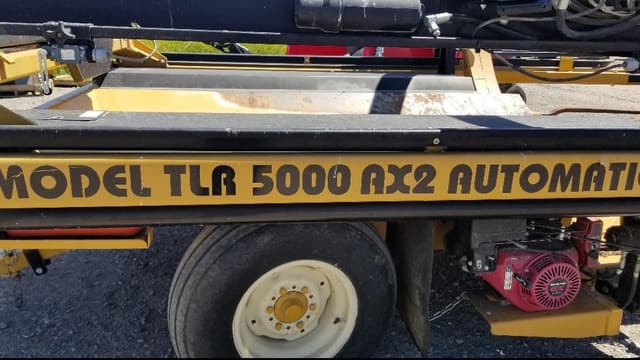 MODEL TLR 5000 AX2 AUTOMATIC